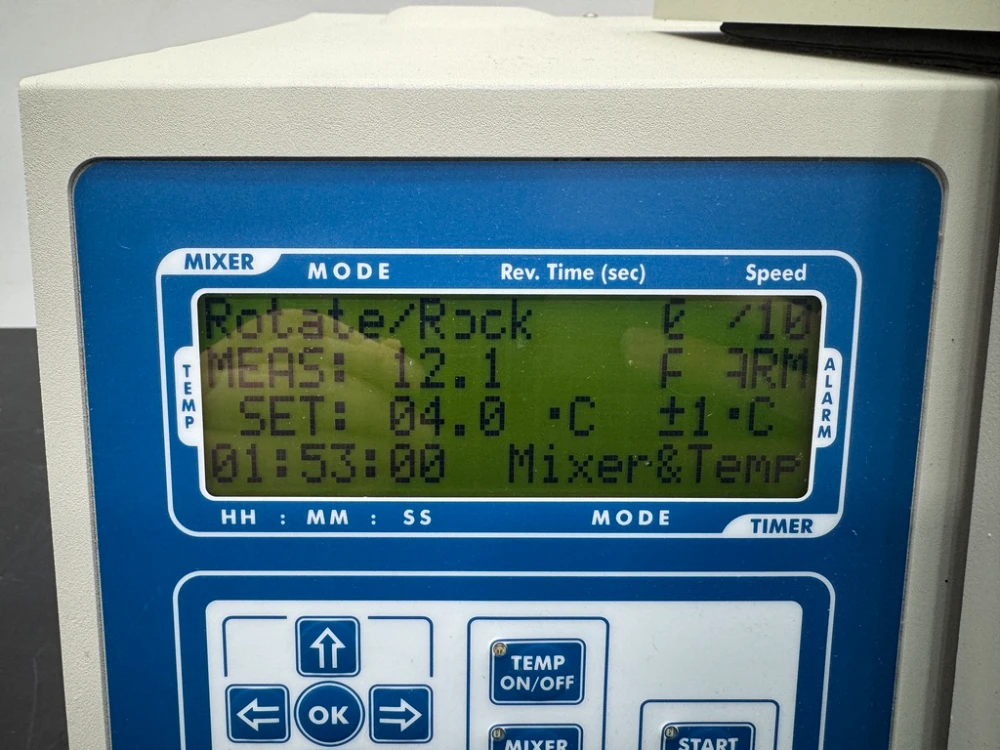 MIXER MODE Rev. Time (sec) Speed
Rotate/Rock /10
TEMP
MEAS: 12.1
ALARM
SET: 04.0 °C ±1°C
01:53:00 Mixer&Temp
HH : MM : SS MODE TIMER
TEMP
ON/OFF
OK
MIXER
START